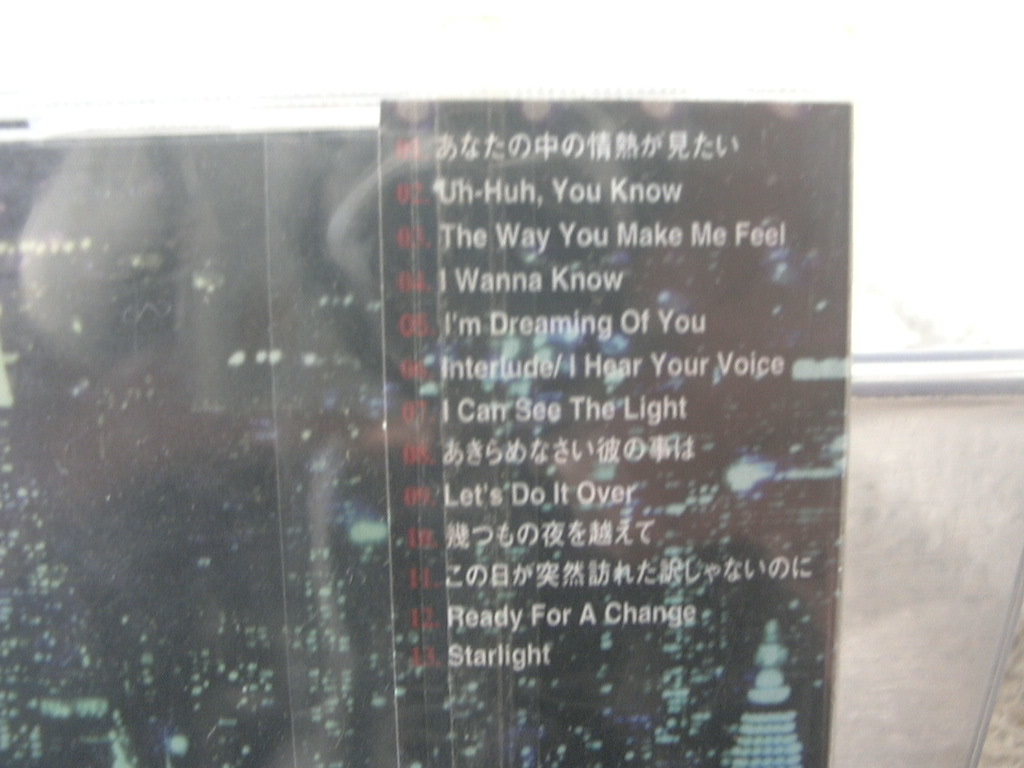 01. あなたの中の情熱が見たい
02. Uh-Huh, You Know
03. The Way You Make Me Feel
04. I Wanna Know
05. I'm Dreaming Of You
06. Interlude/ I Hear Your Voice
07. I Can See The Light
08. あきらめなさい彼の事は
09. Let's Do It Over
10. 幾つもの夜を越えて
11. この日が突然訪れた訳じゃないのに
12. Ready For A Change
13. Starlight